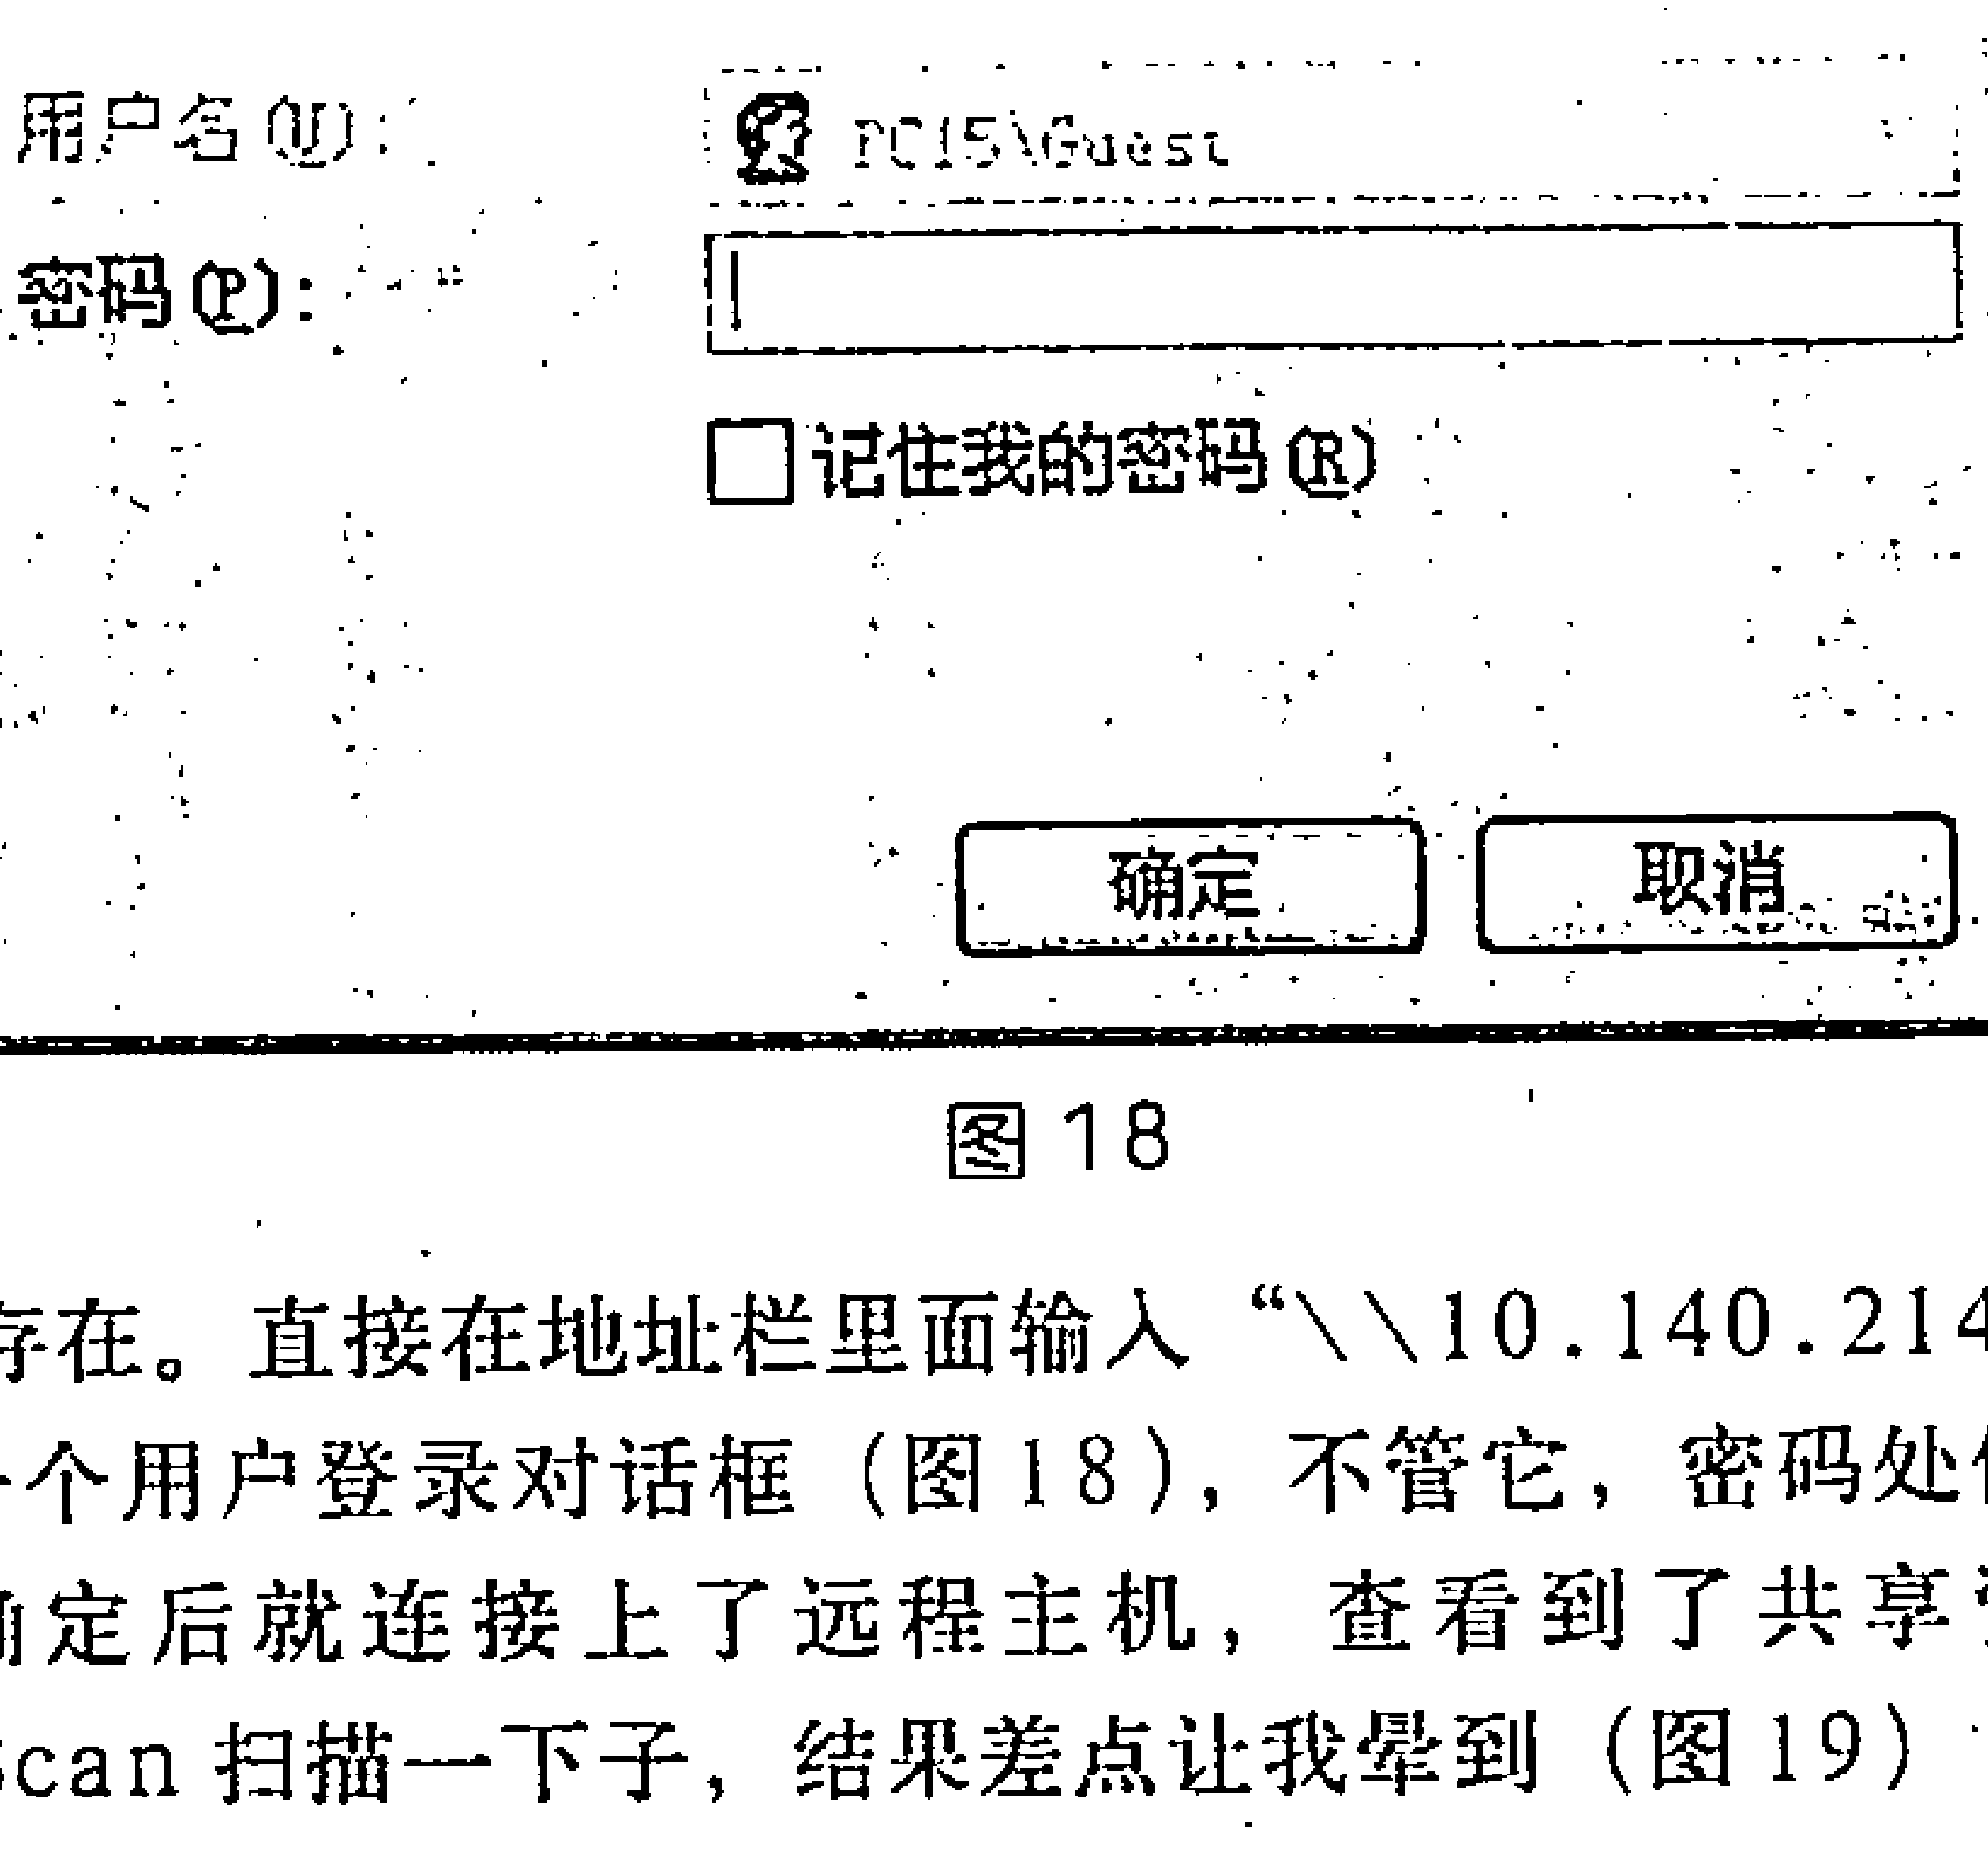 用户名(U):
PC15\Guest
密码(P):
记住我的密码(R)
确定 取消
图 18
存在。直接在地址栏里面输入“\\10.140.214
个用户登录对话框（图18），不管它，密码处
定后就连接上了远程主机，查看到了共享
can 扫描一下子，结果差点让我晕到（图19）